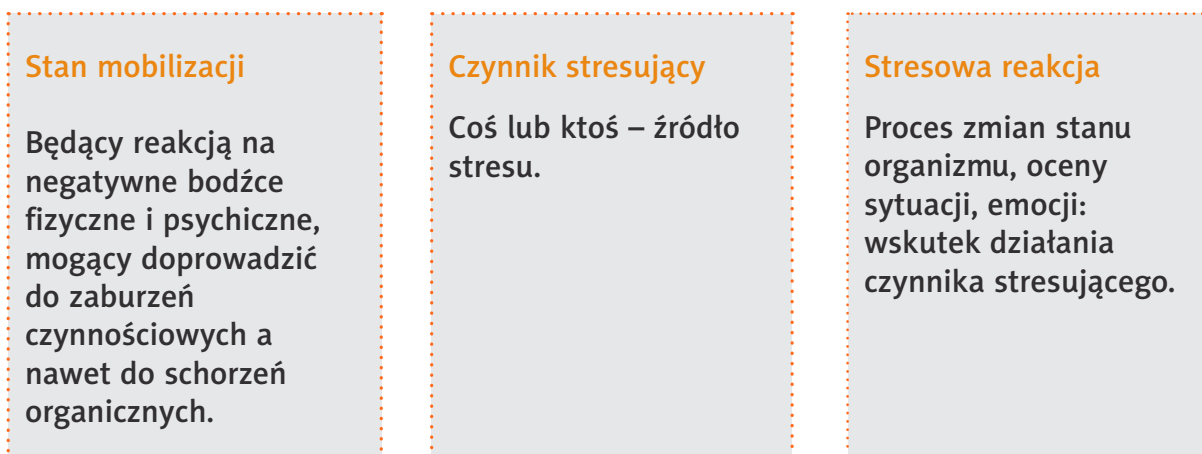 Stan mobilizacji
Będący reakcją na
negatywne bodźce
fizyczne i psychiczne,
mogący doprowadzić
do zaburzeń
czynnościowych a
nawet do schorzeń
organicznych.
Czynnik stresujący
Coś lub ktoś – źródło
stresu.
Stresowa reakcja
Proces zmian stanu
organizmu, oceny
sytuacji, emocji:
wskutek działania
czynnika stresującego.